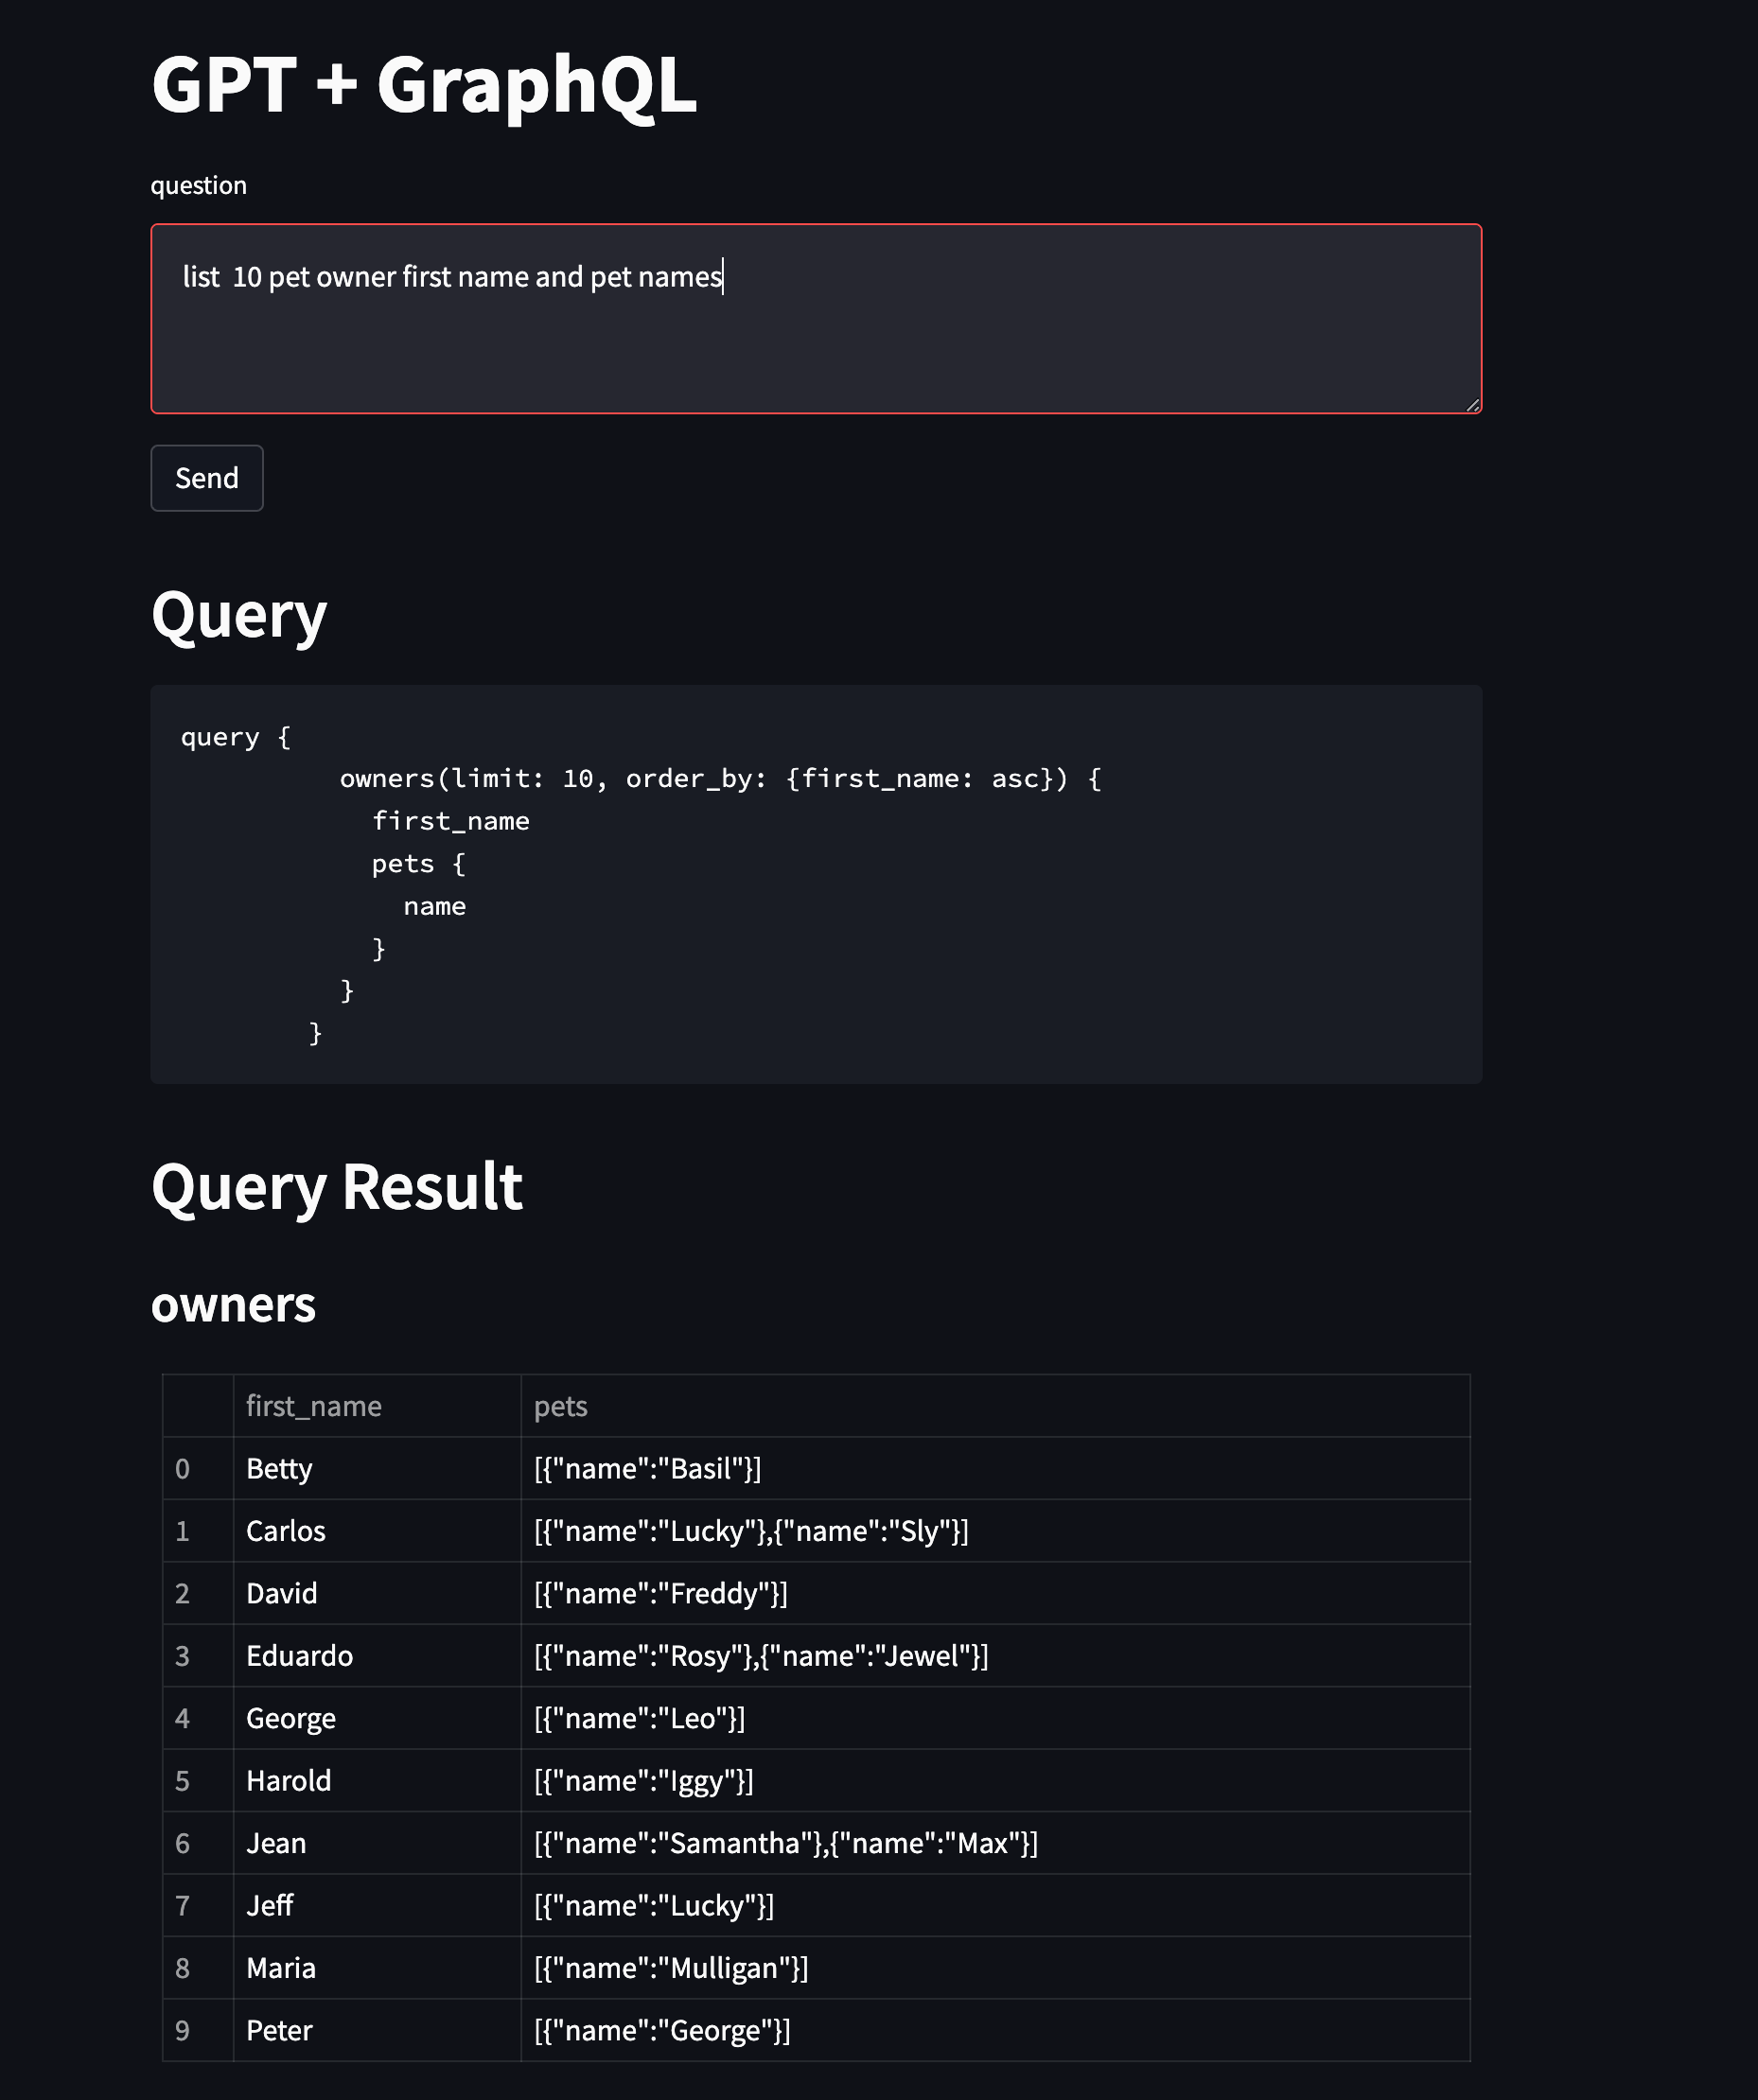 GPT + GraphQL
question
list  10 pet owner first name and pet names
Send
Query
query {
          owners(limit: 10, order_by: {first_name: asc}) {
            first_name
            pets {
              name
            }
          }
        }
Query Result
owners
first_name pets
0 Betty [{"name":"Basil"}]
1 Carlos [{"name":"Lucky"},{"name":"Sly"}]
2 David [{"name":"Freddy"}]
3 Eduardo [{"name":"Rosy"},{"name":"Jewel"}]
4 George [{"name":"Leo"}]
5 Harold [{"name":"Iggy"}]
6 Jean [{"name":"Samantha"},{"name":"Max"}]
7 Jeff [{"name":"Lucky"}]
8 Maria [{"name":"Mulligan"}]
9 Peter [{"name":"George"}]